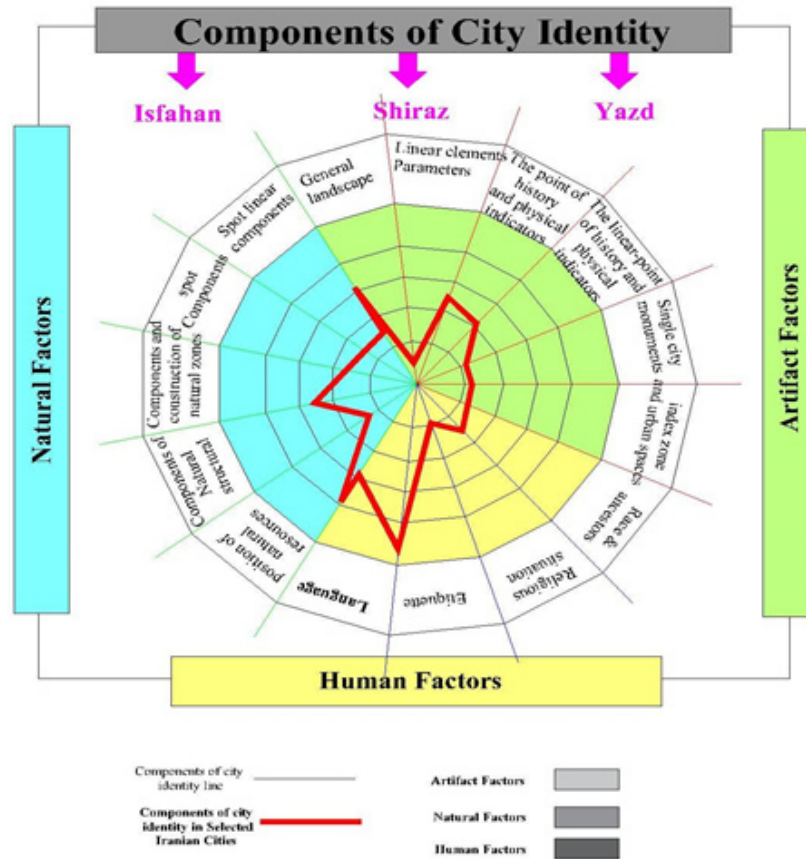 Components of City Identity
Isfahan
Shiraz
Yazd
Natural Factors
Artifact Factors
Human Factors
General
landscape
Linear clements
Parameters
The point of
history
and physical
indicators
The linear-point
of history and
physical
indicators
Single city
monuments
index zone
and urban spaces
Race &
ancestors
Religious
situation
Etiquette
Language
position of
natural
resources
Components of
Natural
structural
Components and
construction of
natural zones
spot
Components
Spot linear
components
Components of city
identity line
Components of city
identity in Selected
Iranian Cities
Artifact Factors
Natural Factors
Human Factors